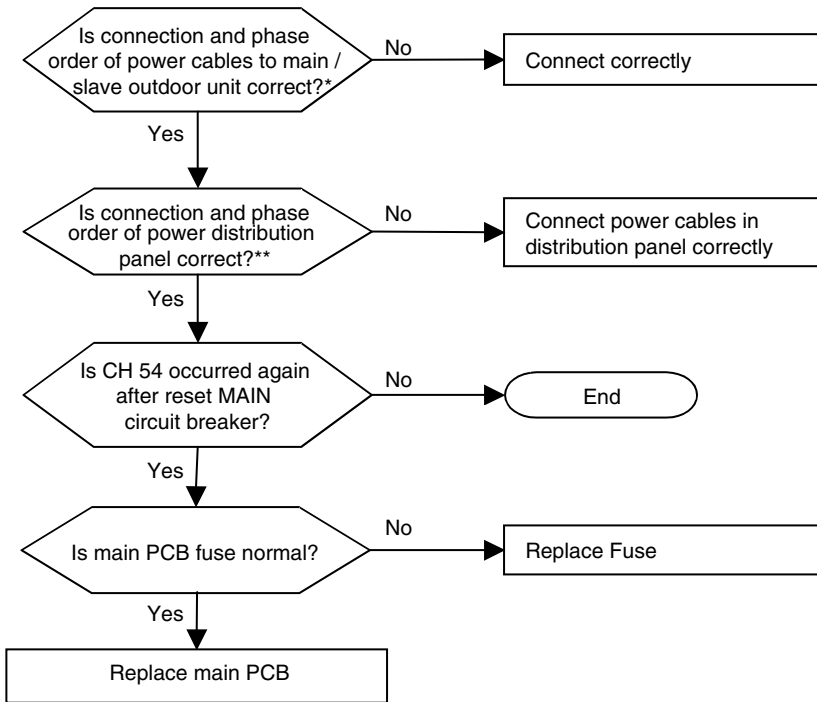 Is connection and phase
order of power cables to main /
slave outdoor unit correct?*
No
Connect correctly
Yes
Is connection and phase
order of power distribution
panel correct?**
No
Connect power cables in
distribution panel correctly
Yes
Is CH 54 occurred again
after reset MAIN
circuit breaker?
No
End
Yes
Is main PCB fuse normal?
No
Replace Fuse
Yes
Replace main PCB